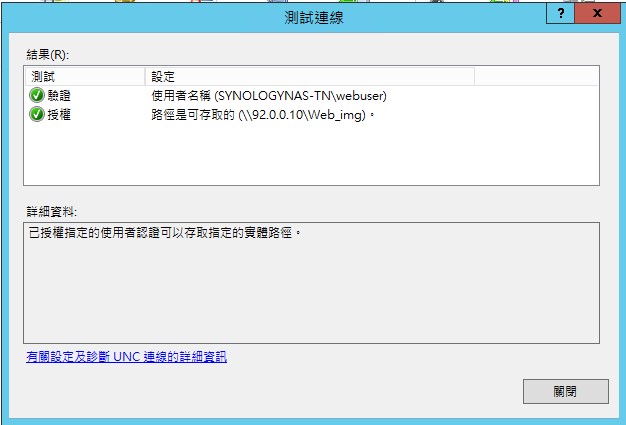 測試連線
?
x
結果(R):
測試 設定
驗證 使用者名稱 (SYNOLOGYNAS-TN\webuser)
授權 路徑是可存取的 (\\92.0.0.10\Web_img)。
詳細資料:
已授權指定的使用者認證可以存取指定的實體路徑。
有關設定及診斷 UNC 連線的詳細資訊
關閉